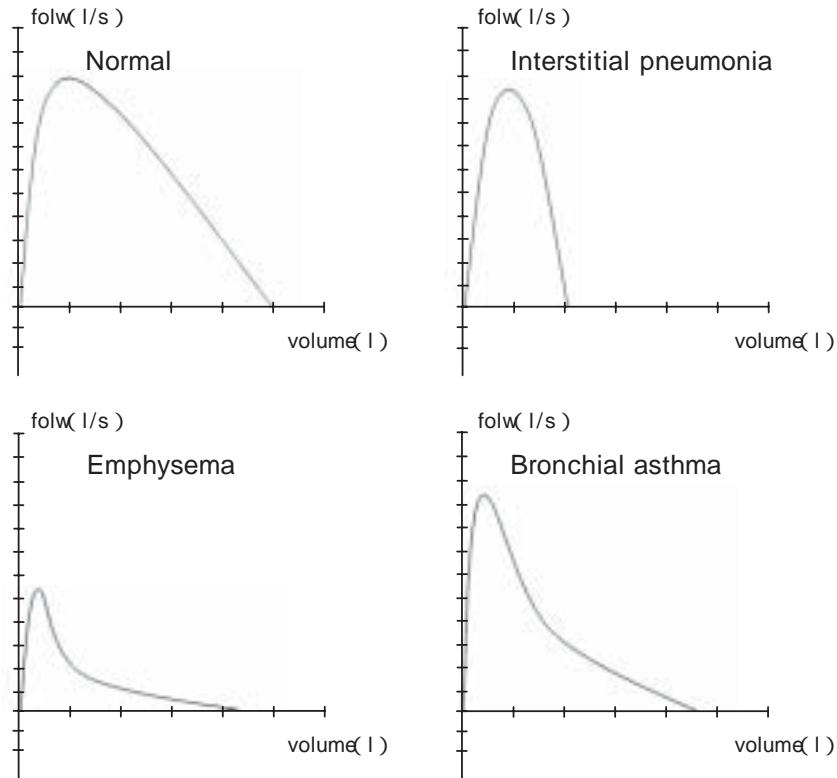 folw( l/s )
Normal
volume( l )
folw( l/s )
Interstitial pneumonia
volume( l )
folw( l/s )
Emphysema
volume( l )
folw( l/s )
Bronchial asthma
volume( l )